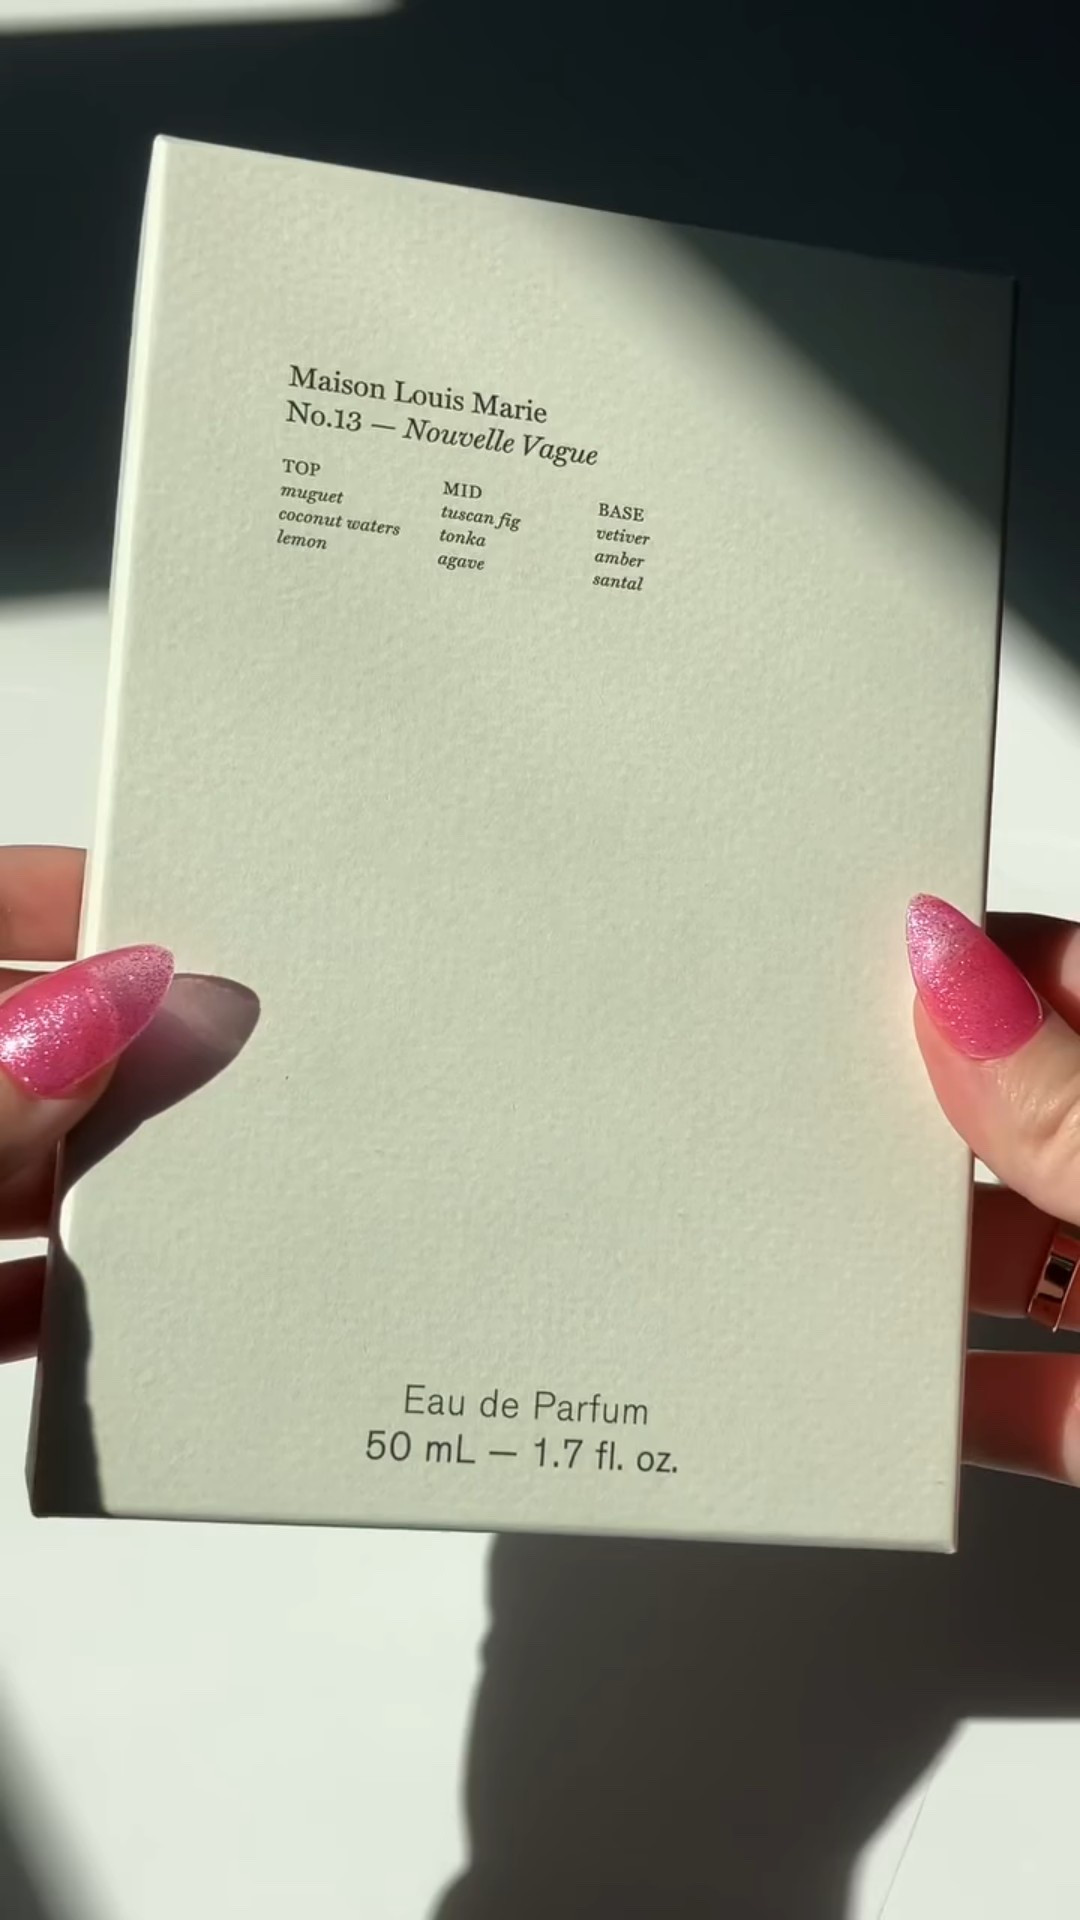 Maison Louis Marie
No.13 — Nouvelle Vague
TOP
muguet
coconut waters
lemon
MID
tuscan fig
tonka
agave
BASE
vetiver
amber
santal
Eau de Parfum
50 mL — 1.7 fl. oz.